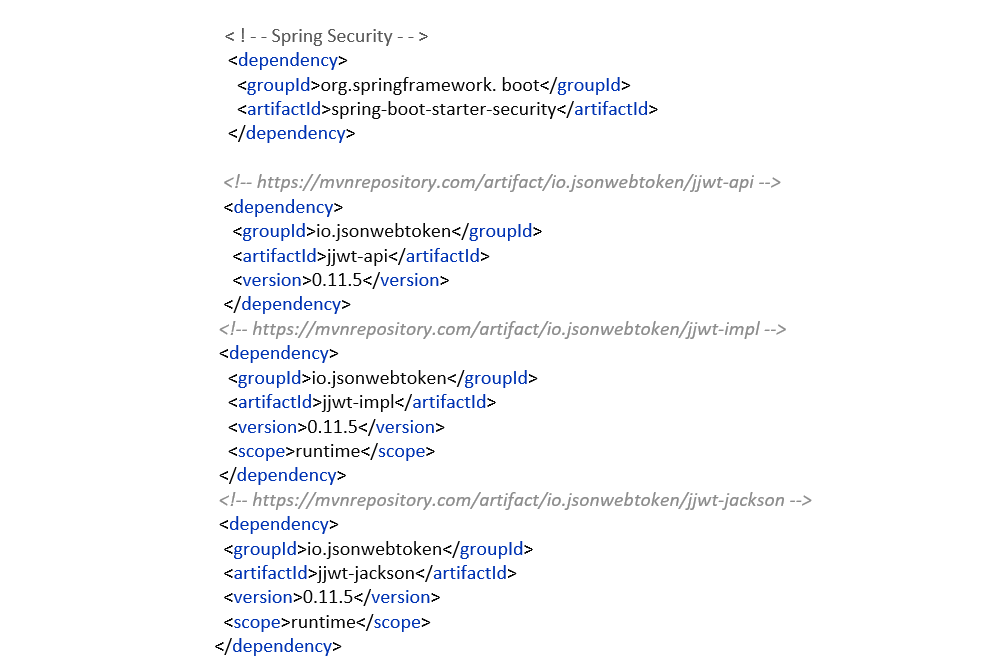 < ! - - Spring Security - - >
<dependency>
<groupId>org.springframework. boot</groupId>
<artifactId>spring-boot-starter-security</artifactId>
</dependency>
<!-- https://mvnrepository.com/artifact/io.jsonwebtoken/jjwt-api -->
<dependency>
<groupId>io.jsonwebtoken</groupId>
<artifactId>jjwt-api</artifactId>
<version>0.11.5</version>
</dependency>
<!-- https://mvnrepository.com/artifact/io.jsonwebtoken/jjwt-impl -->
<dependency>
<groupId>io.jsonwebtoken</groupId>
<artifactId>jjwt-impl</artifactId>
<version>0.11.5</version>
<scope>runtime</scope>
</dependency>
<!-- https://mvnrepository.com/artifact/io.jsonwebtoken/jjwt-jackson -->
<dependency>
<groupId>io.jsonwebtoken</groupId>
<artifactId>jjwt-jackson</artifactId>
<version>0.11.5</version>
<scope>runtime</scope>
</dependency>